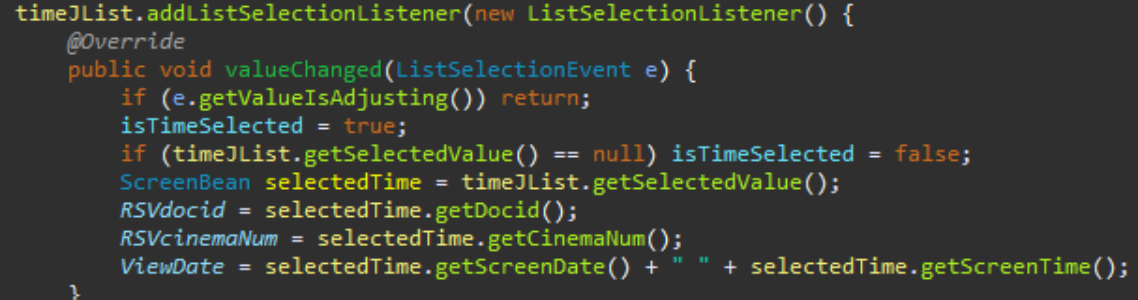 timeJList.addListSelectionListener(new ListSelectionListener() {
@Override
public void valueChanged(ListSelectionEvent e) {
if (e.getValueIsAdjusting()) return;
isTimeSelected = true;
if (timeJList.getSelectedValue() == null) isTimeSelected = false;
ScreenBean selectedTime = timeJList.getSelectedValue();
RSVdocid = selectedTime.getDocid();
RSVcinemaNum = selectedTime.getCinemaNum();
ViewDate = selectedTime.getScreenDate() + " " + selectedTime.getScreenTime();
}